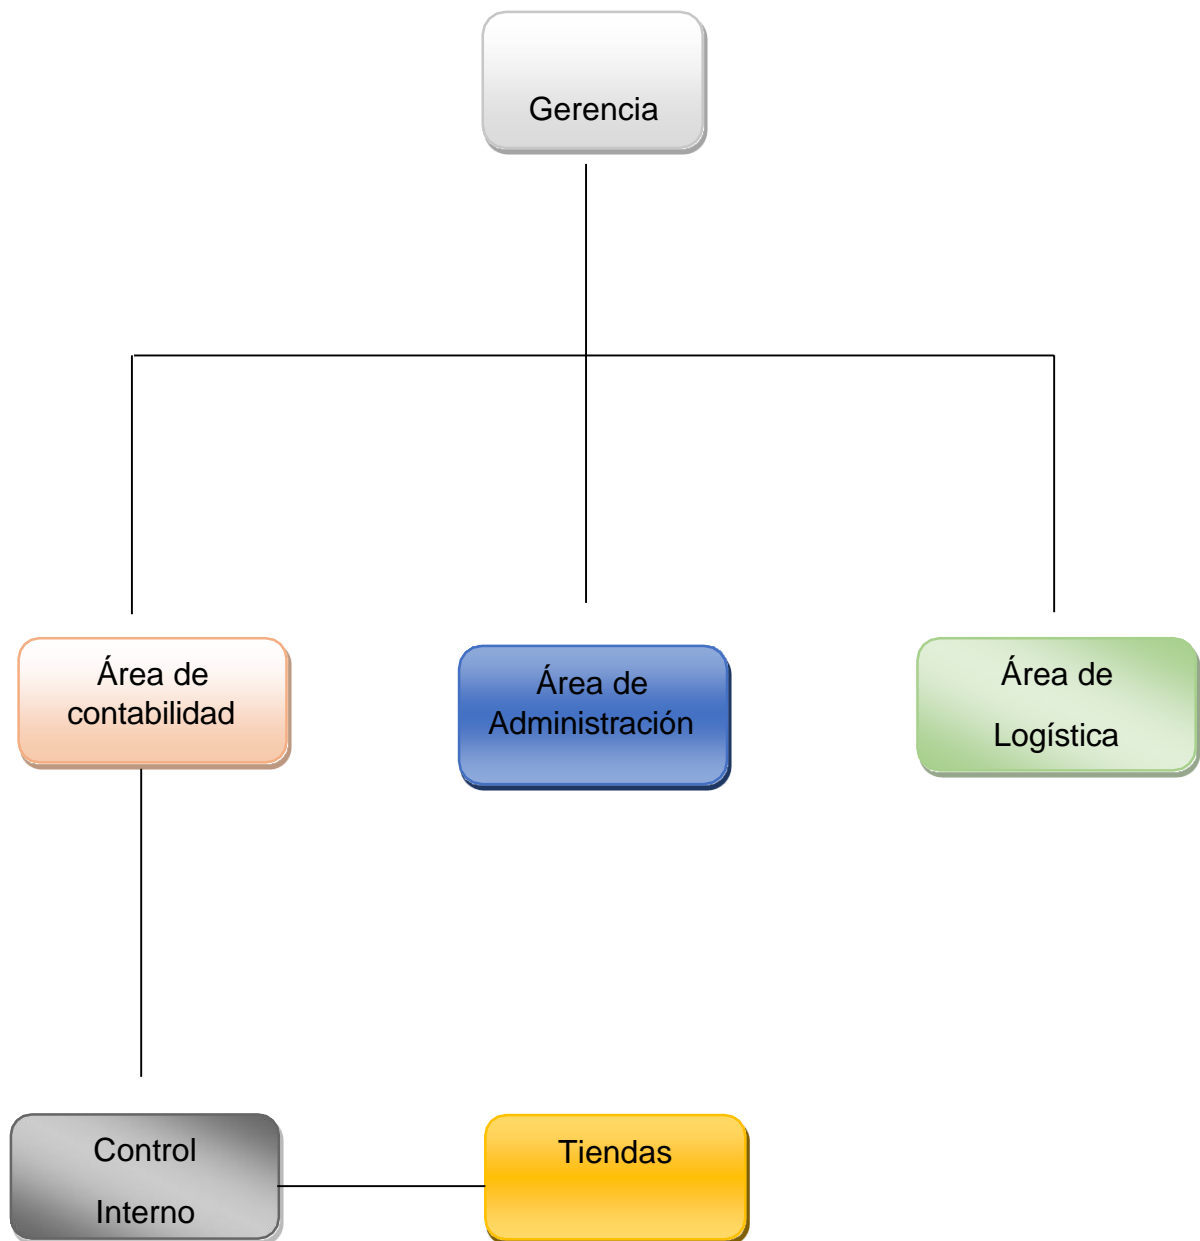 Gerencia
Área de
contabilidad
Área de
Administración
Área de
Logística
Control
Interno
Tiendas